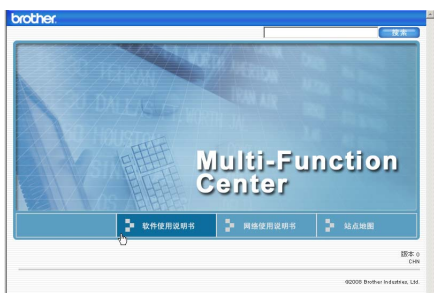 brother.
搜索
Multi-Function
Center
软件使用说明书 网络使用说明书 站点地图
版本 0
CHN
©2008 Brother Industries, Ltd.